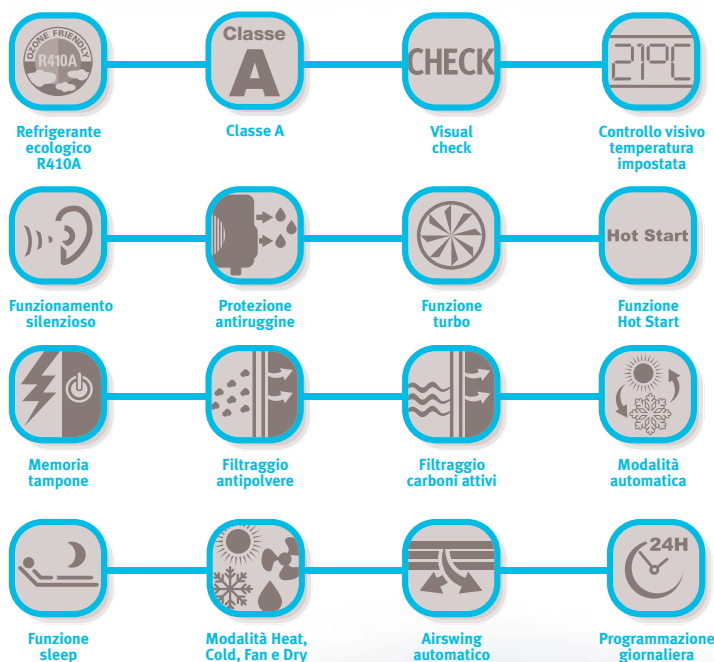 OZONE FRIENDLY
R410A
Classe
A
CHECK
21°C
Refrigerante
ecologico
R410A
Classe A
Visual
check
Controllo visivo
temperatura
impostata
Hot Start
Funzionamento
silenzioso
Protezione
antiruggine
Funzione
turbo
Funzione
Hot Start
Memoria
tampone
Filtraggio
antipolvere
Filtraggio
carboni attivi
Modalità
automatica
24H
Funzione
sleep
Modalità Heat,
Cold, Fan e Dry
Airswing
automatico
Programmazione
giornaliera